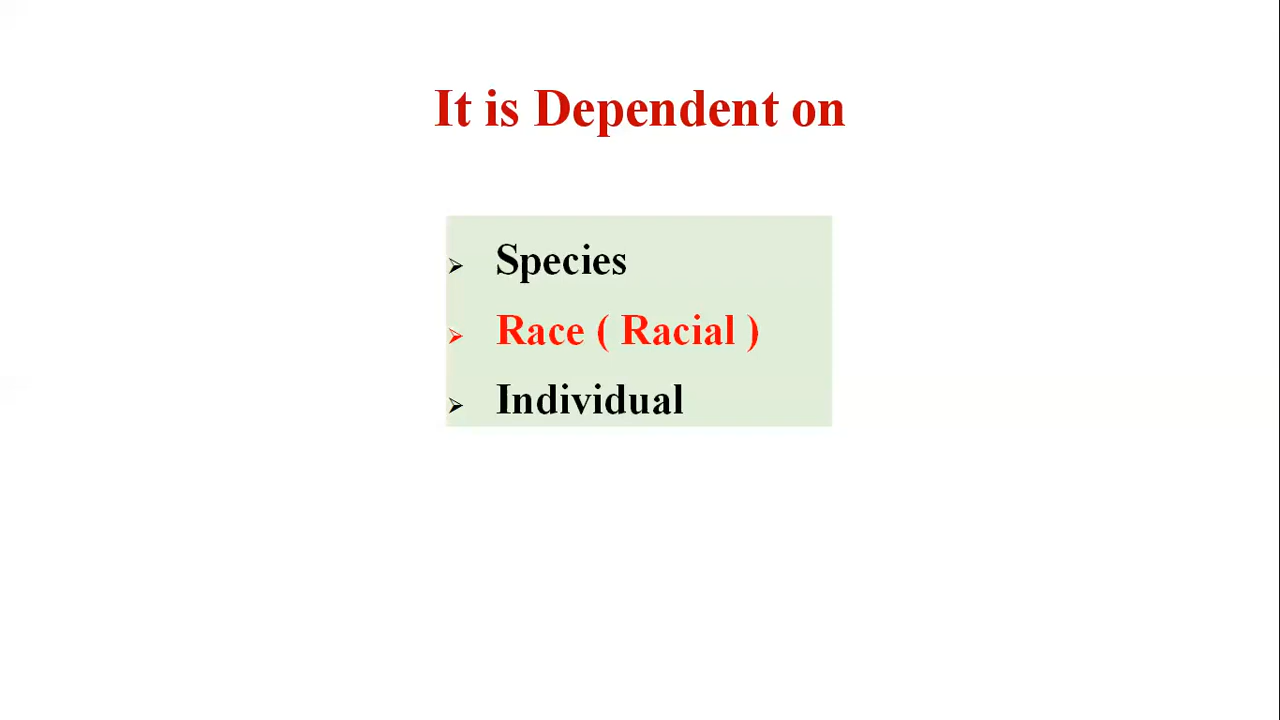 It is Dependent on
➢ Species
➢ Race ( Racial )
➢ Individual